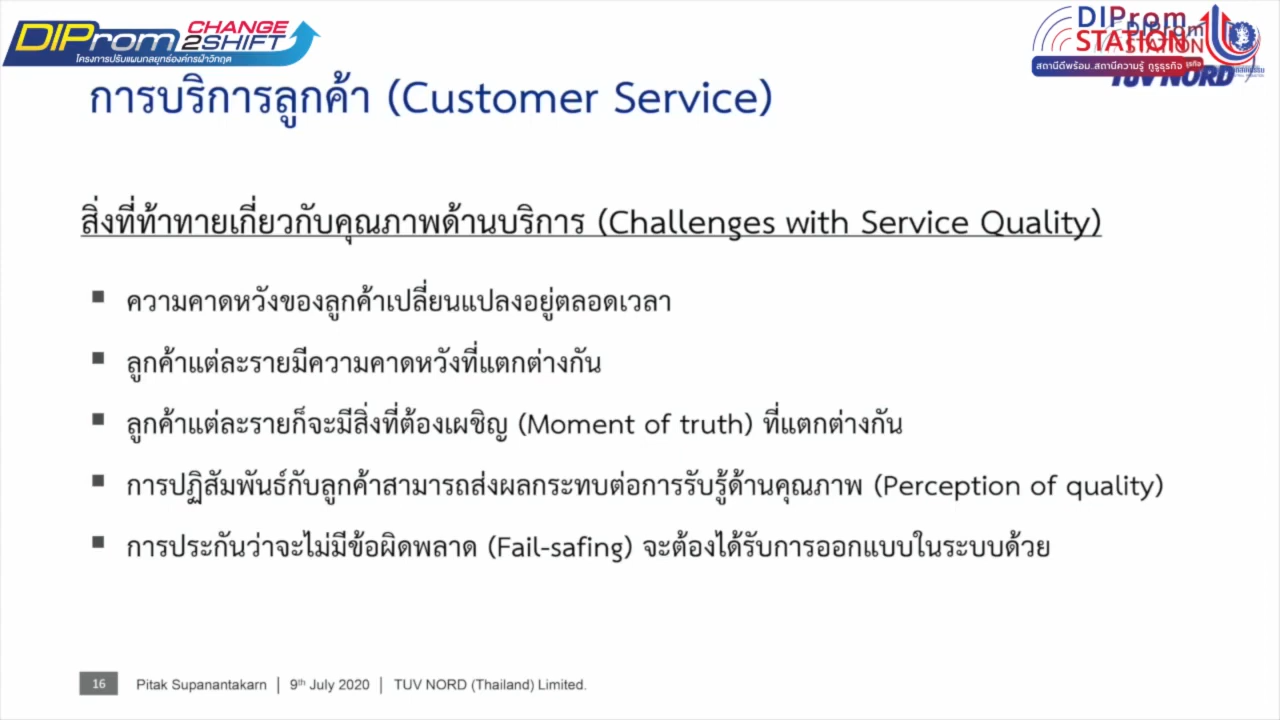 DIProm CHANGE 2SHIFT
โครงการปรับแผนกลยุทธ์องค์กรฝ่าวิกฤต
DIProm
STATION
สถานีดีพร้อม..สถานีความรู้ กูรูธุรกิจ
TUV NORD
การบริการลูกค้า (Customer Service)
สิ่งที่ท้าทายเกี่ยวกับคุณภาพด้านบริการ (Challenges with Service Quality)
▪ ความคาดหวังของลูกค้าเปลี่ยนแปลงอยู่ตลอดเวลา
▪ ลูกค้าแต่ละรายมีความคาดหวังที่แตกต่างกัน
▪ ลูกค้าแต่ละรายก็จะมีสิ่งที่ต้องเผชิญ (Moment of truth) ที่แตกต่างกัน
▪ การปฏิสัมพันธ์กับลูกค้าสามารถส่งผลกระทบต่อการรับรู้ด้านคุณภาพ (Perception of quality)
▪ การประกันว่าจะไม่มีข้อผิดพลาด (Fail-safing) จะต้องได้รับการออกแบบในระบบด้วย
16 Pitak Supanantakarn | 9th July 2020 | TUV NORD (Thailand) Limited.